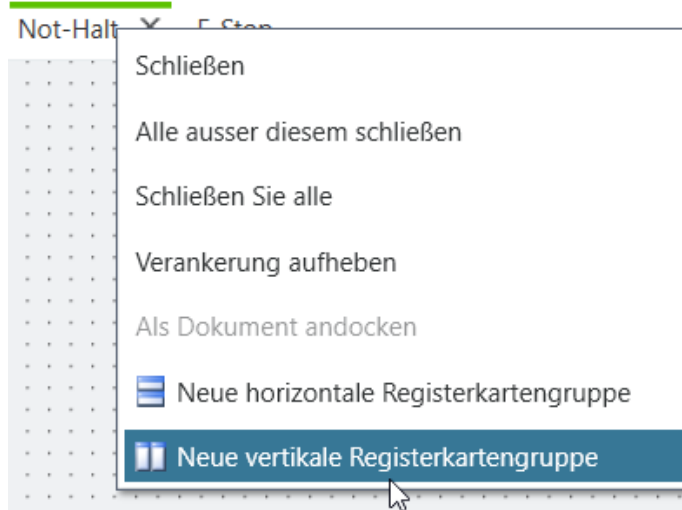 Not-Halt
Schließen
Alle ausser diesem schließen
Schließen Sie alle
Verankerung aufheben
Als Dokument andocken
Neue horizontale Registerkartengruppe
Neue vertikale Registerkartengruppe